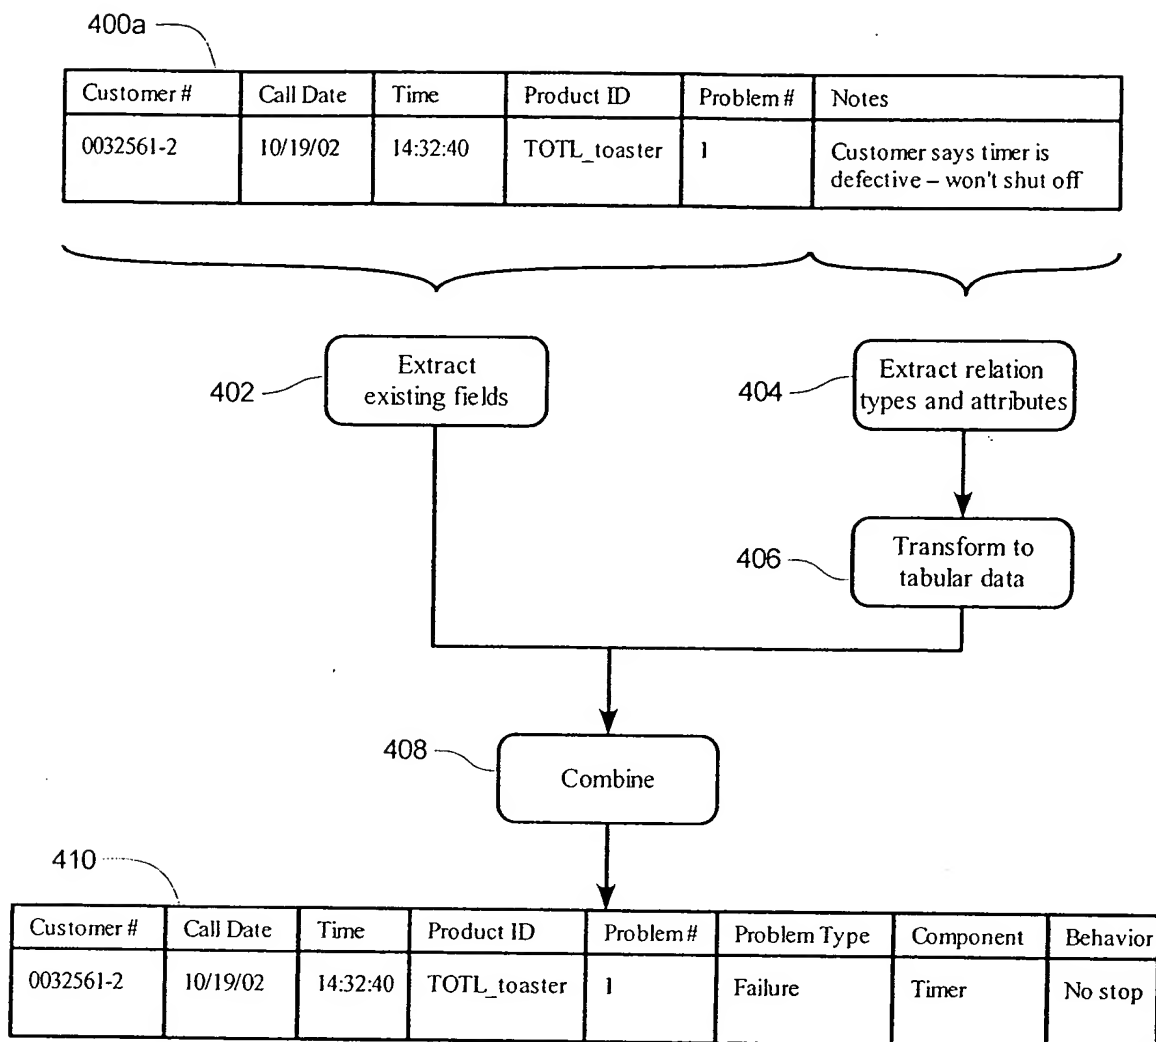 400a
Customer # Call Date Time Product ID Problem # Notes
0032561-2 10/19/02 14:32:40 TOTL_toaster 1 Customer says timer is
defective – won't shut off
402
Extract
existing fields
404
Extract relation
types and attributes
406
Transform to
tabular data
408
Combine
410
Customer # Call Date Time Product ID Problem # Problem Type Component Behavior
0032561-2 10/19/02 14:32:40 TOTL_toaster 1 Failure Timer No stop